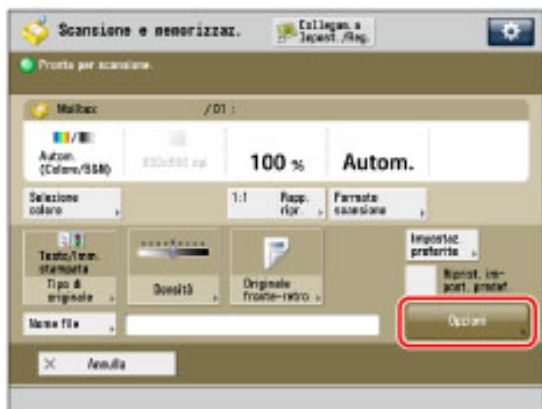 Scansione e memorizzaz.
Collegam. a
Impost./Reg.
Pronta per scansione.
Mailbox /01 :
Autom.
(Colore/B&N)
100 %
Autom.
Selezione
colore
1:1 Rapp.
ripr.
Formato
scansione
Testo/Imm.
stampata
Tipo di
originale
Densità
Originale
fronte-retro
Impostaz.
preferite
Riprist. im-
post. predef.
Nome file
Opzioni
Annulla